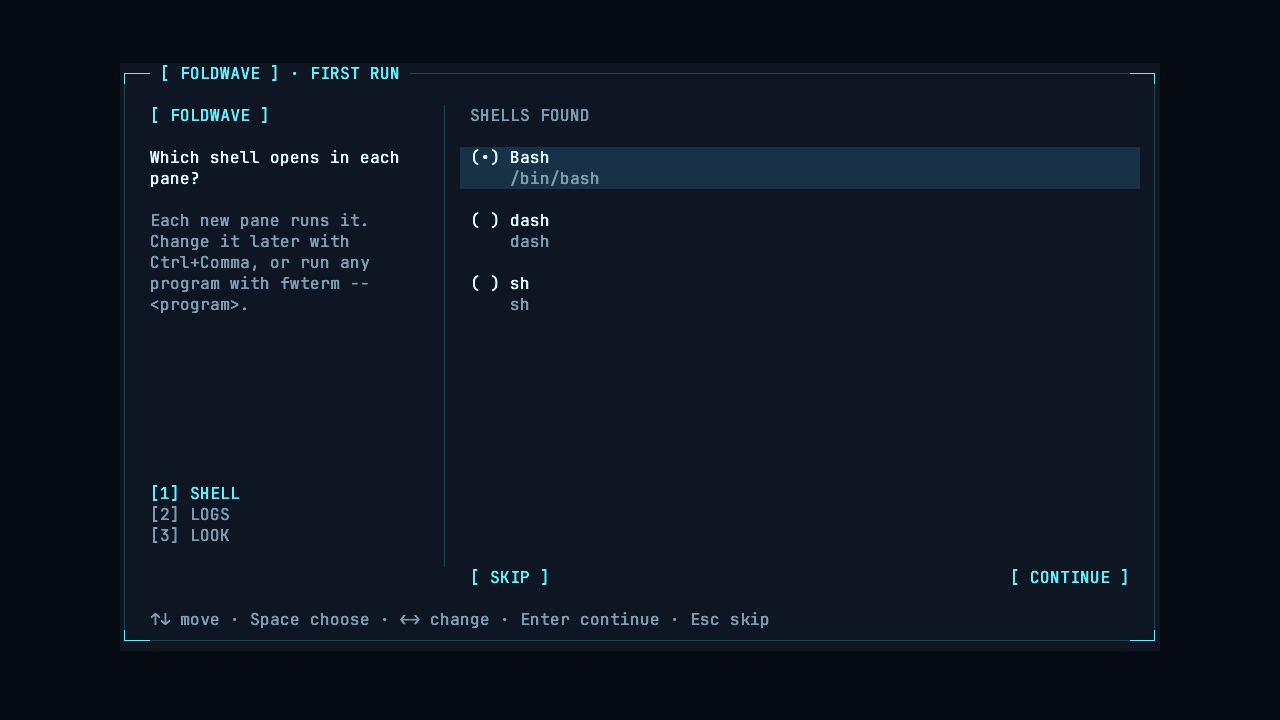 [ FOLDWAVE ] · FIRST RUN
[ FOLDWAVE ]
Which shell opens in each
pane?
Each new pane runs it.
Change it later with
Ctrl+Comma, or run any
program with fwterm --
<program>.
[1] SHELL
[2] LOGS
[3] LOOK
SHELLS FOUND
(•) Bash
/bin/bash
( ) dash
dash
( ) sh
sh
[ SKIP ]
[ CONTINUE ]
↑↓ move · Space choose · ←→ change · Enter continue · Esc skip